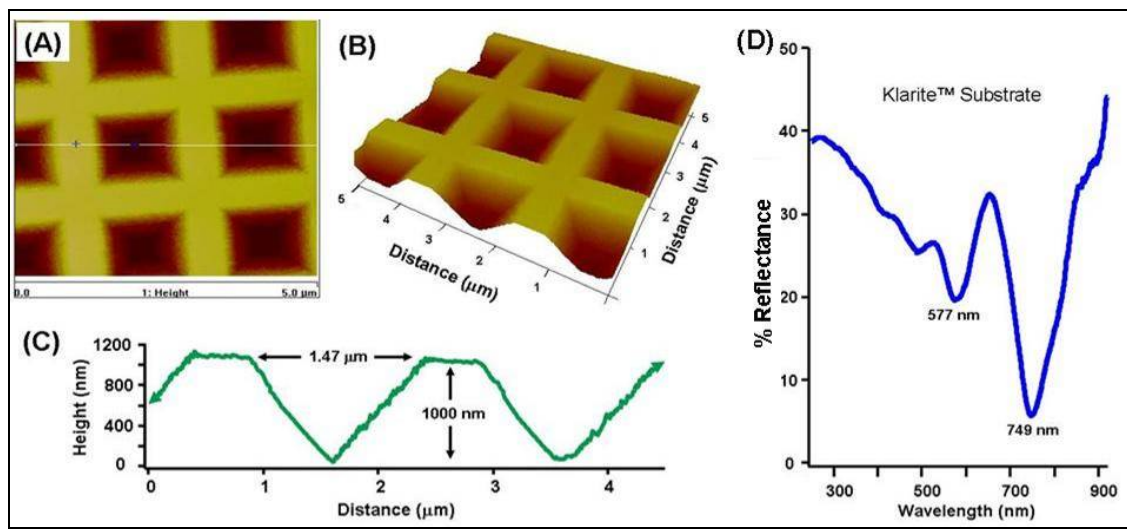 (A)
0.0 1: Height 5.0 µm
(B)
5
4
3
2
1
Distance (µm)
5
4
3
2
1
Distance (µm)
(C)
Height (nm)
1200
800
400
0
1.47 µm
1000 nm
0 1 2 3 4
Distance (µm)
(D)
Klarite™ Substrate
% Reflectance
50
40
30
20
10
0
577 nm
749 nm
300 500 700 900
Wavelength (nm)